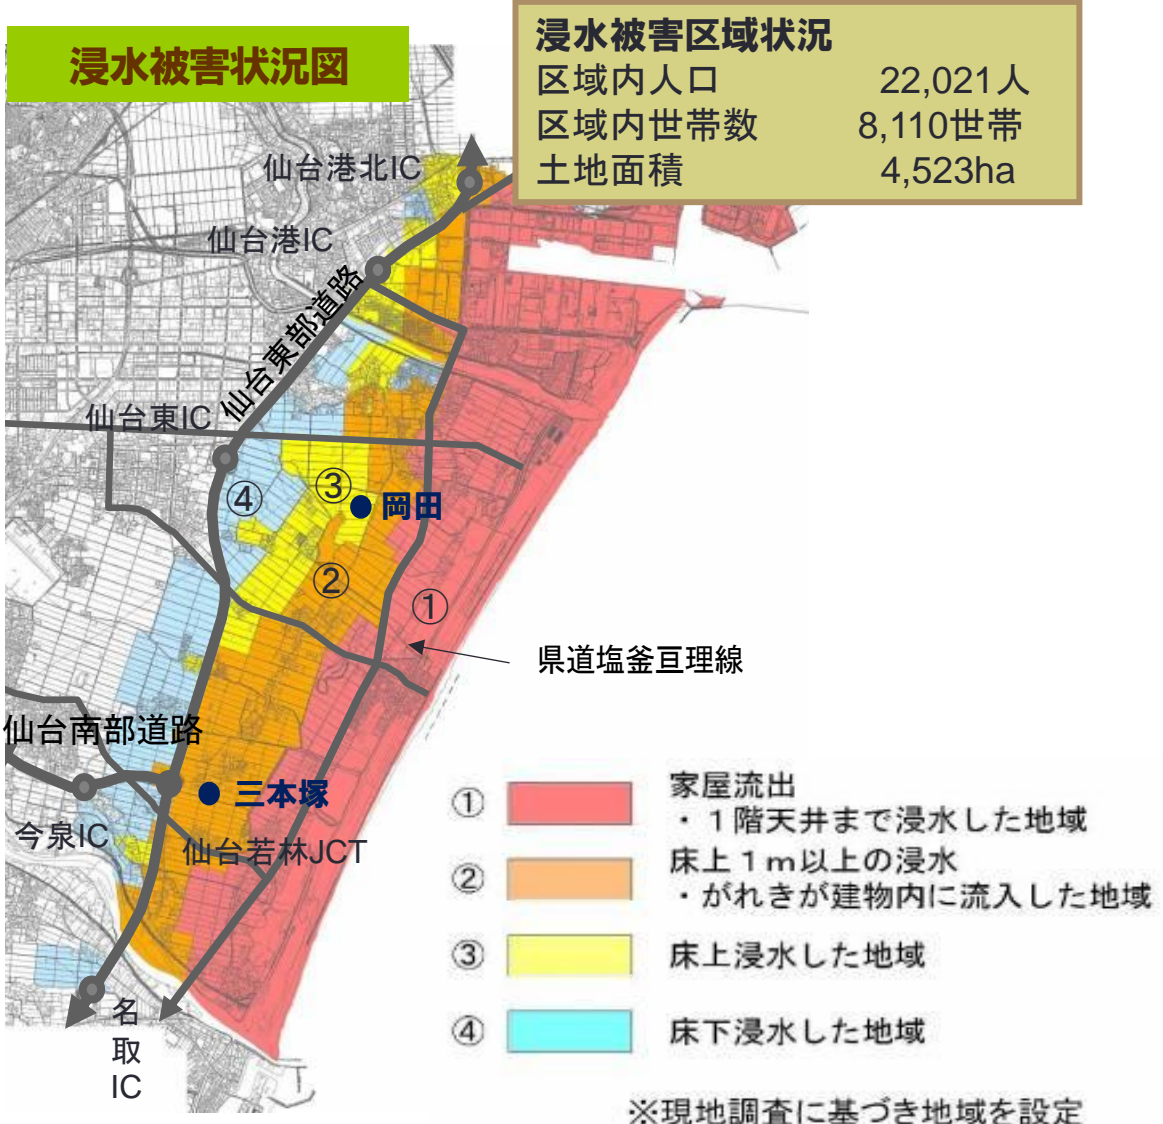 浸水被害状況図
浸水被害区域状況
区域内人口 22,021人
区域内世帯数 8,110世帯
土地面積 4,523ha
仙台港北IC
仙台港IC
仙台東部道路
仙台東IC
④
③
岡田
②
①
県道塩釜亘理線
仙台南部道路
三本塚
今泉IC
仙台若林JCT
名
取
IC
① 家屋流出
・１階天井まで浸水した地域
② 床上１ｍ以上の浸水
・がれきが建物内に流入した地域
③ 床上浸水した地域
④ 床下浸水した地域
※現地調査に基づき地域を設定